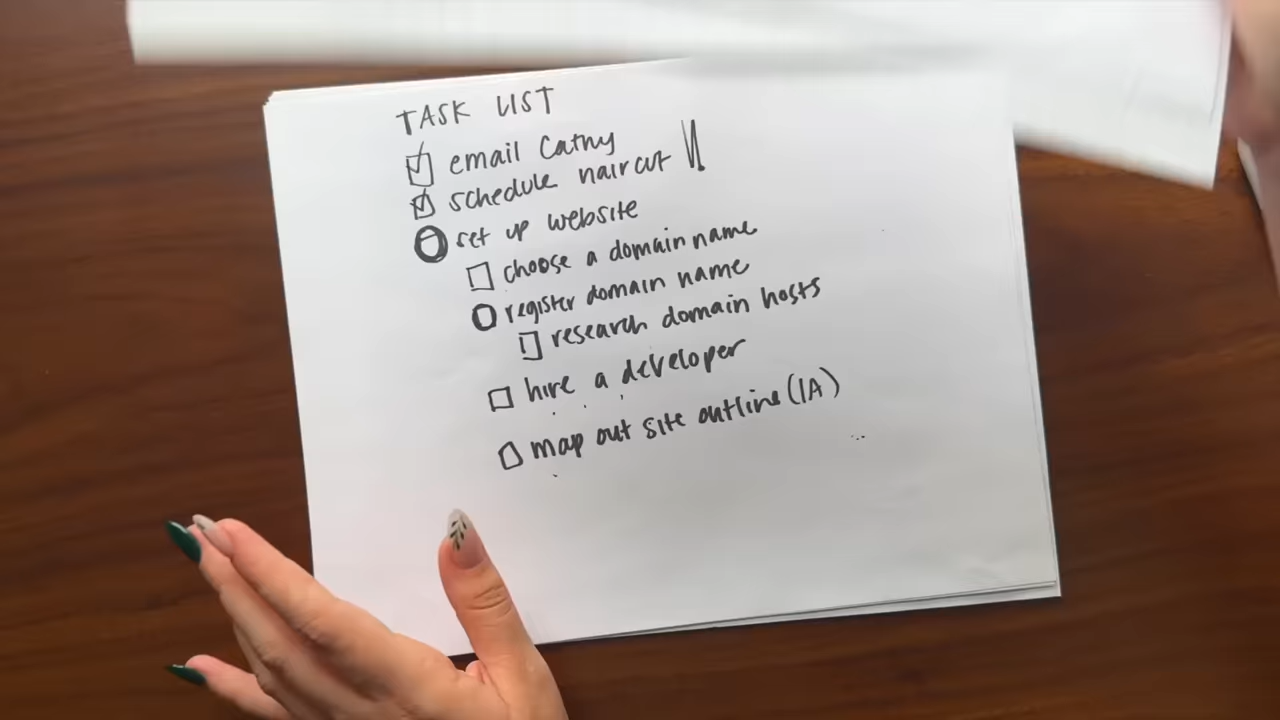 TASK LIST
email Cathy
schedule haircut
set up website
choose a domain name
register domain name
research domain hosts
hire a developer
map out site outline (IA)